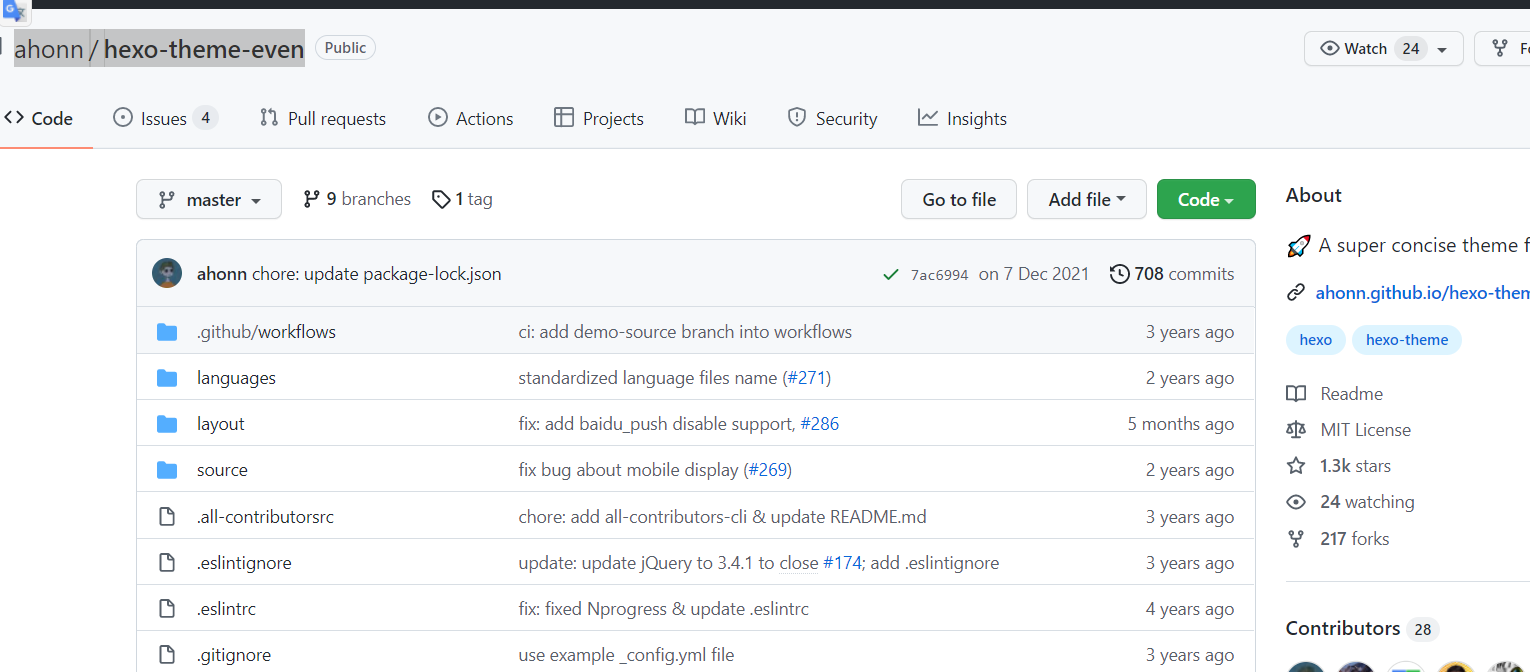 ahonn / hexo-theme-even Public Watch 24
Code Issues 4 Pull requests Actions Projects Wiki Security Insights
master 9 branches 1 tag Go to file Add file Code
ahonn chore: update package-lock.json 7ac6994 on 7 Dec 2021 708 commits
.github/workflows ci: add demo-source branch into workflows 3 years ago
languages standardized language files name (#271) 2 years ago
layout fix: add baidu_push disable support, #286 5 months ago
source fix bug about mobile display (#269) 2 years ago
.all-contributorsrc chore: add all-contributors-cli & update README.md 3 years ago
.eslintignore update: update jQuery to 3.4.1 to close #174; add .eslintignore 3 years ago
.eslintrc fix: fixed Nprogress & update .eslintrc 4 years ago
.gitignore use example _config.yml file 3 years ago
About
🚀 A super concise theme
ahonn.github.io/hexo-them
hexo hexo-theme
Readme
MIT License
1.3k stars
24 watching
217 forks
Contributors 28